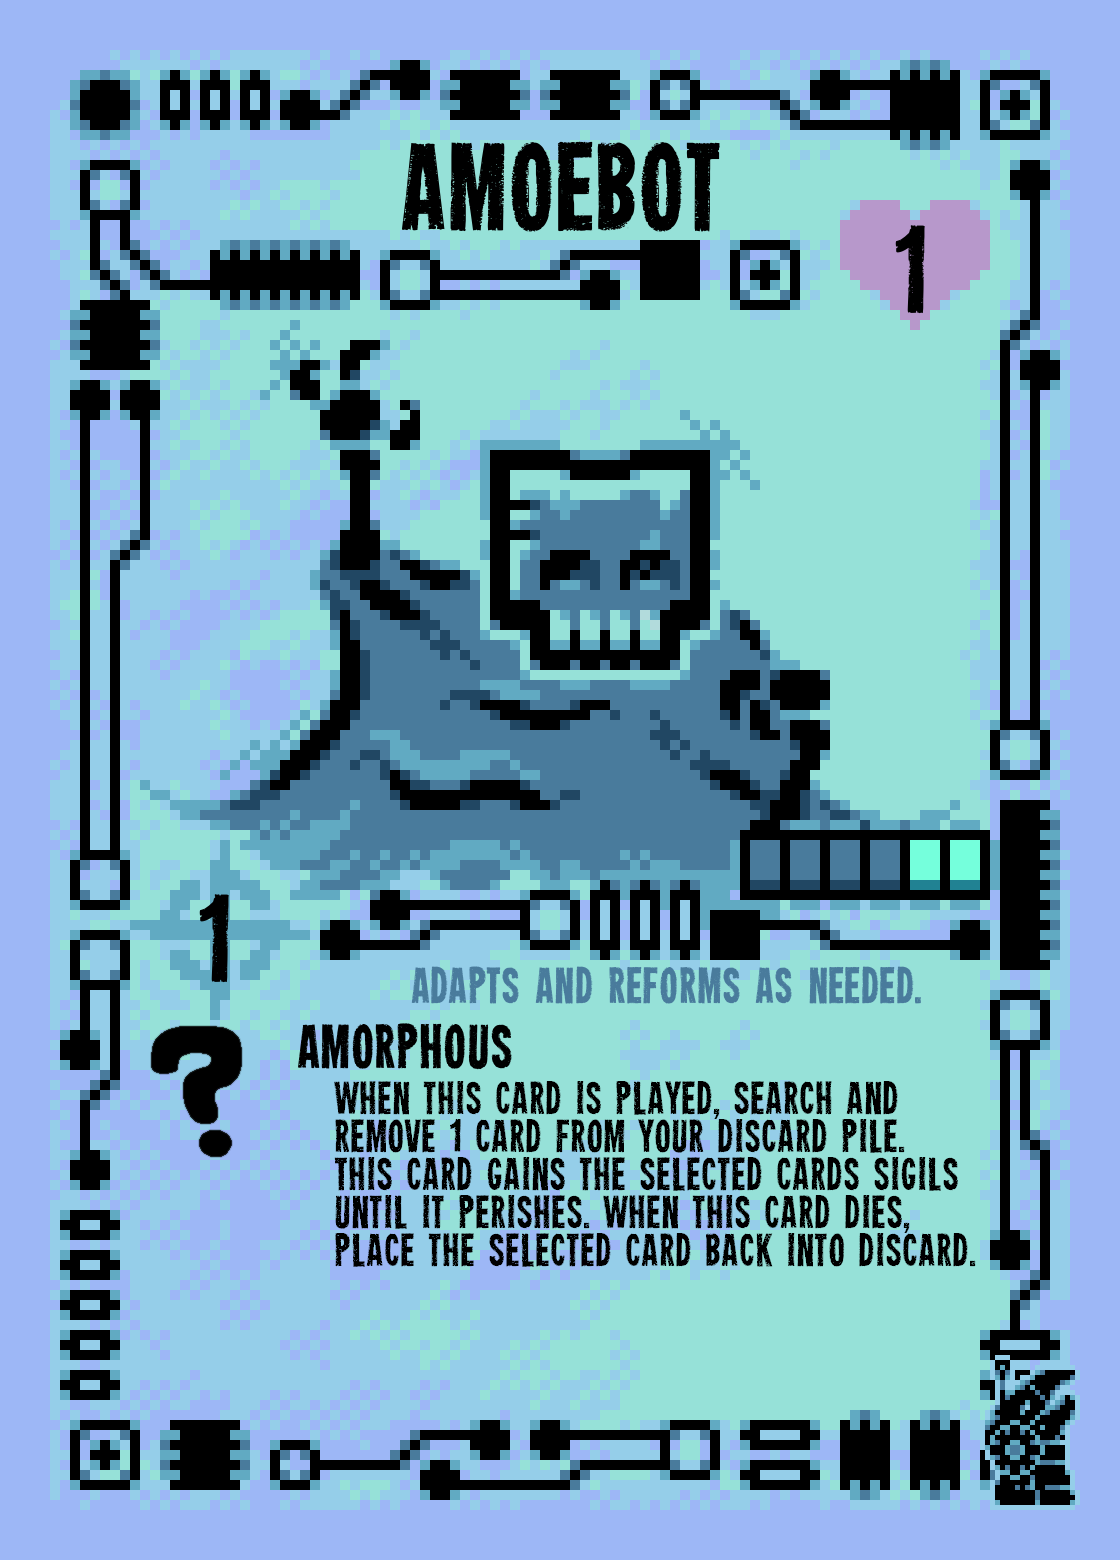 AMOEBOT
1
1
ADAPTS AND REFORMS AS NEEDED.
?
AMORPHOUS
WHEN THIS CARD IS PLAYED, SEARCH AND
REMOVE 1 CARD FROM YOUR DISCARD PILE.
THIS CARD GAINS THE SELECTED CARDS SIGILS
UNTIL IT PERISHES. WHEN THIS CARD DIES,
PLACE THE SELECTED CARD BACK INTO DISCARD.